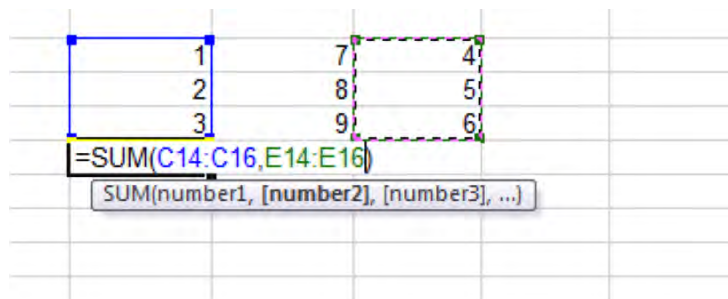 1 7 4
2 8 5
3 9 6
=SUM(C14:C16,E14:E16)
SUM(number1, [number2], [number3], ...)